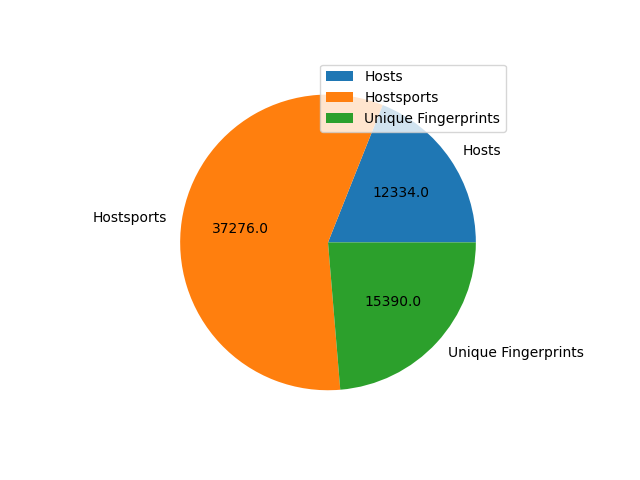 Hosts
Hostsports
Unique Fingerprints
Hosts
12334.0
Hostsports
37276.0
15390.0
Unique Fingerprints